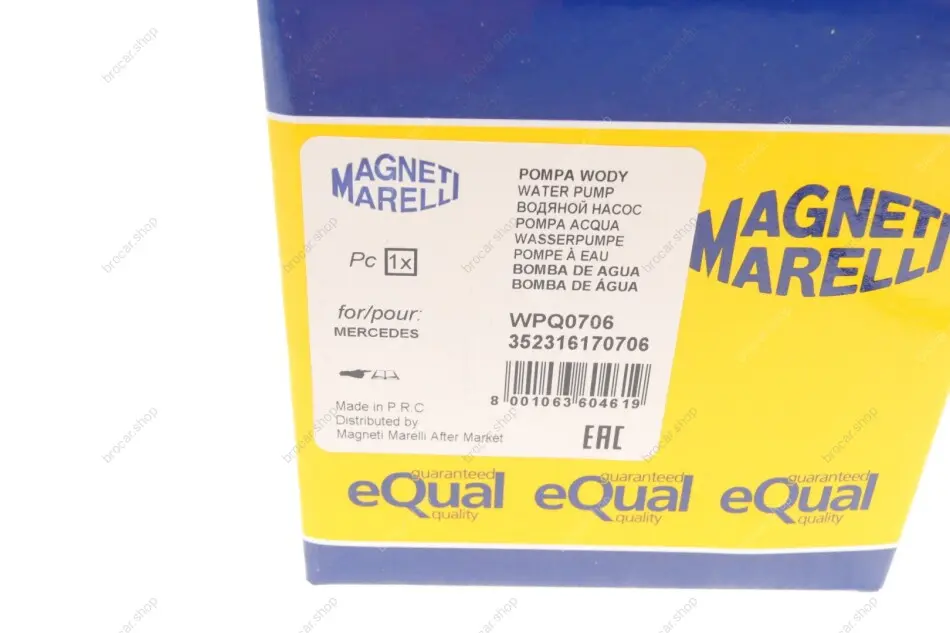 MAGNETI
MARELLI
Pc 1x
for/pour:
MERCEDES
Made in P.R.C
Distributed by
Magneti Marelli After Market
POMPA WODY
WATER PUMP
ВОДЯНОЙ НАСОС
POMPA ACQUA
WASSERPUMPE
POMPE À EAU
BOMBA DE AGUA
BOMBA DE ÁGUA
WPQ0706
352316170706
8 001063 604619
EAC
MAGNETI
MARELLI
guaranteed
eQual
quality
guaranteed
eQual
quality
guaranteed
eQual
quality
brocar.shop